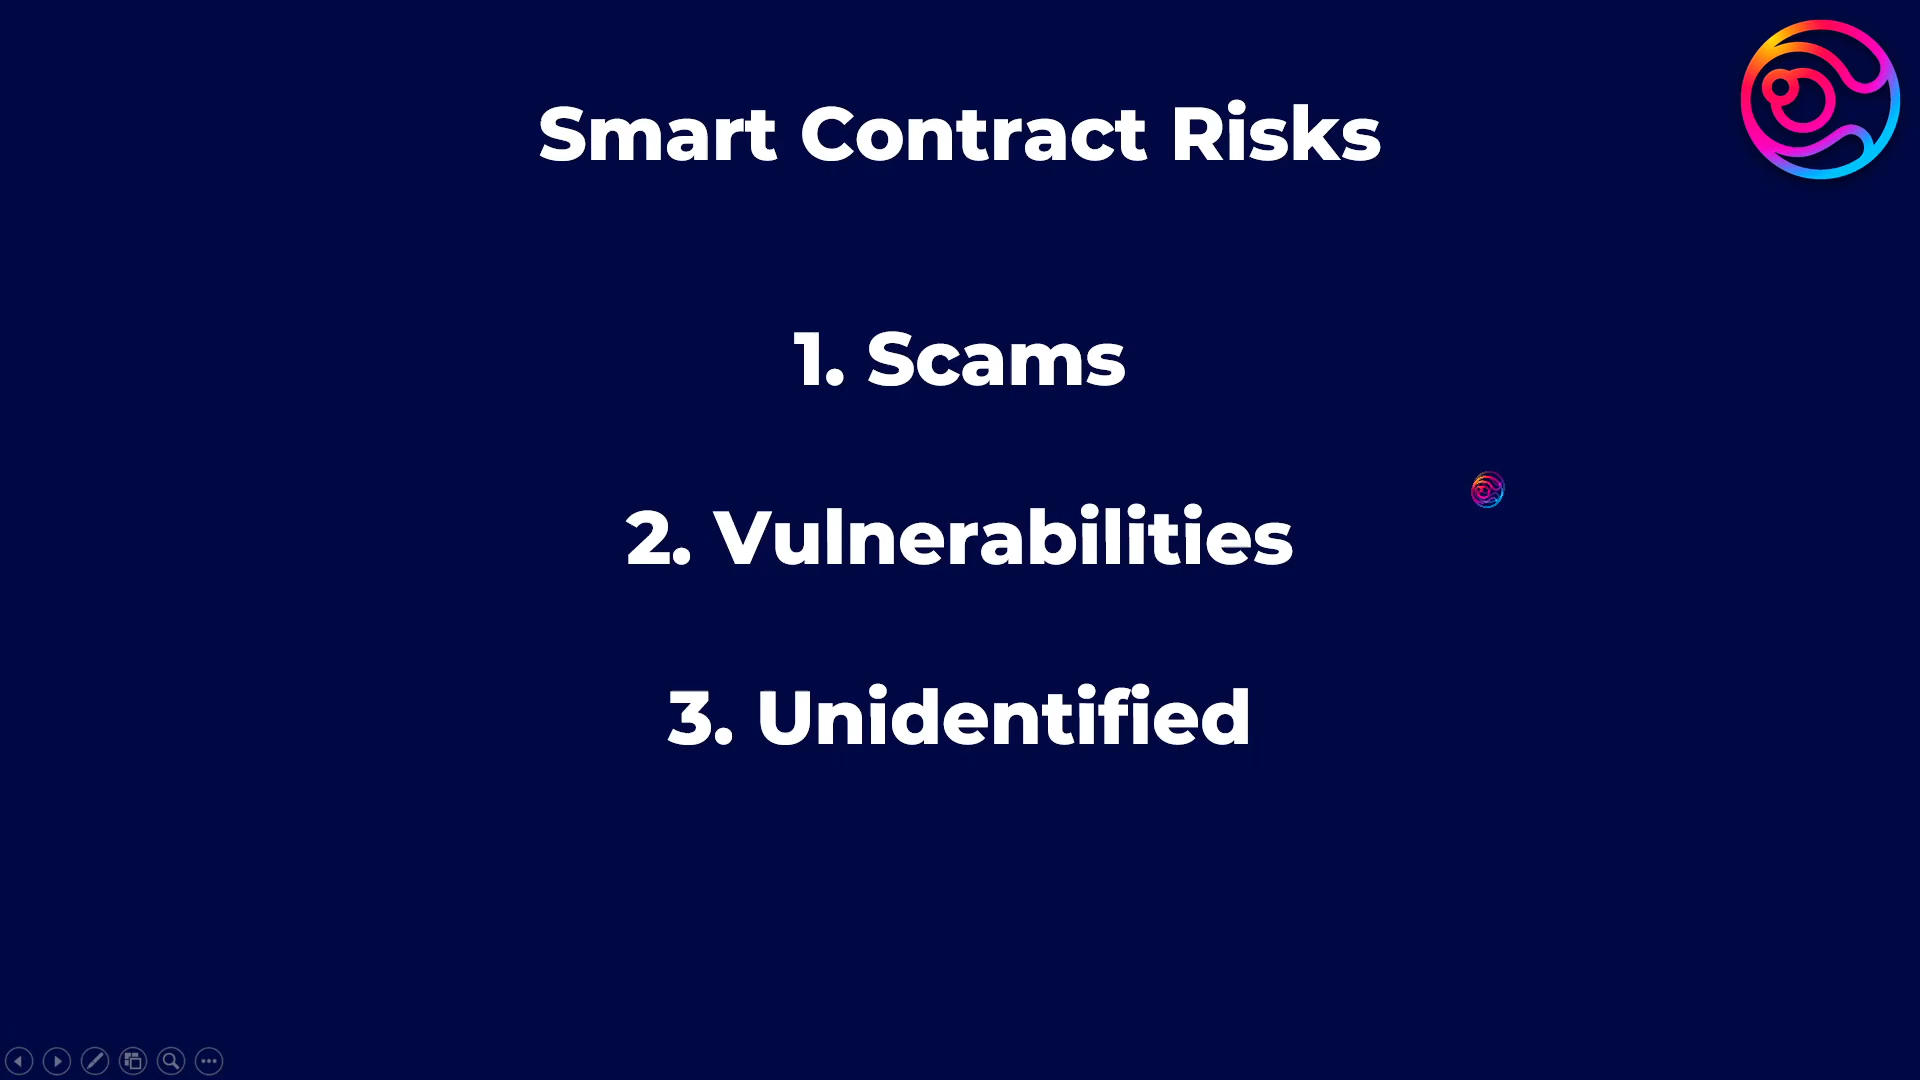 Smart Contract Risks
1. Scams
2. Vulnerabilities
3. Unidentified